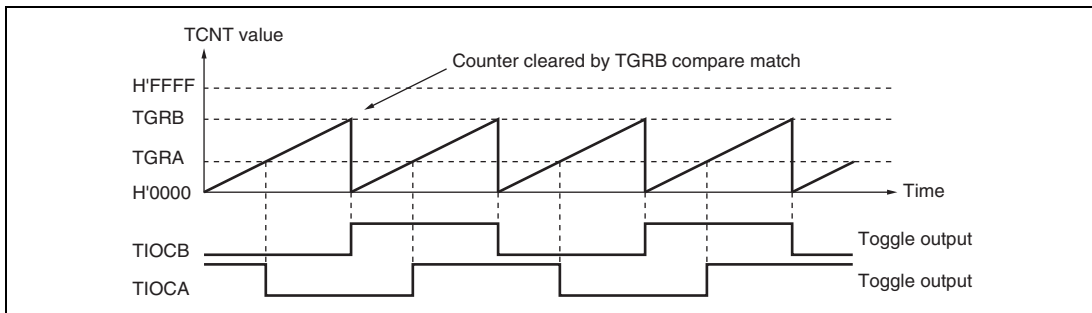 TCNT value
Counter cleared by TGRB compare match
H'FFFF
TGRB
TGRA
H'0000
Time
TIOCB
Toggle output
TIOCA
Toggle output